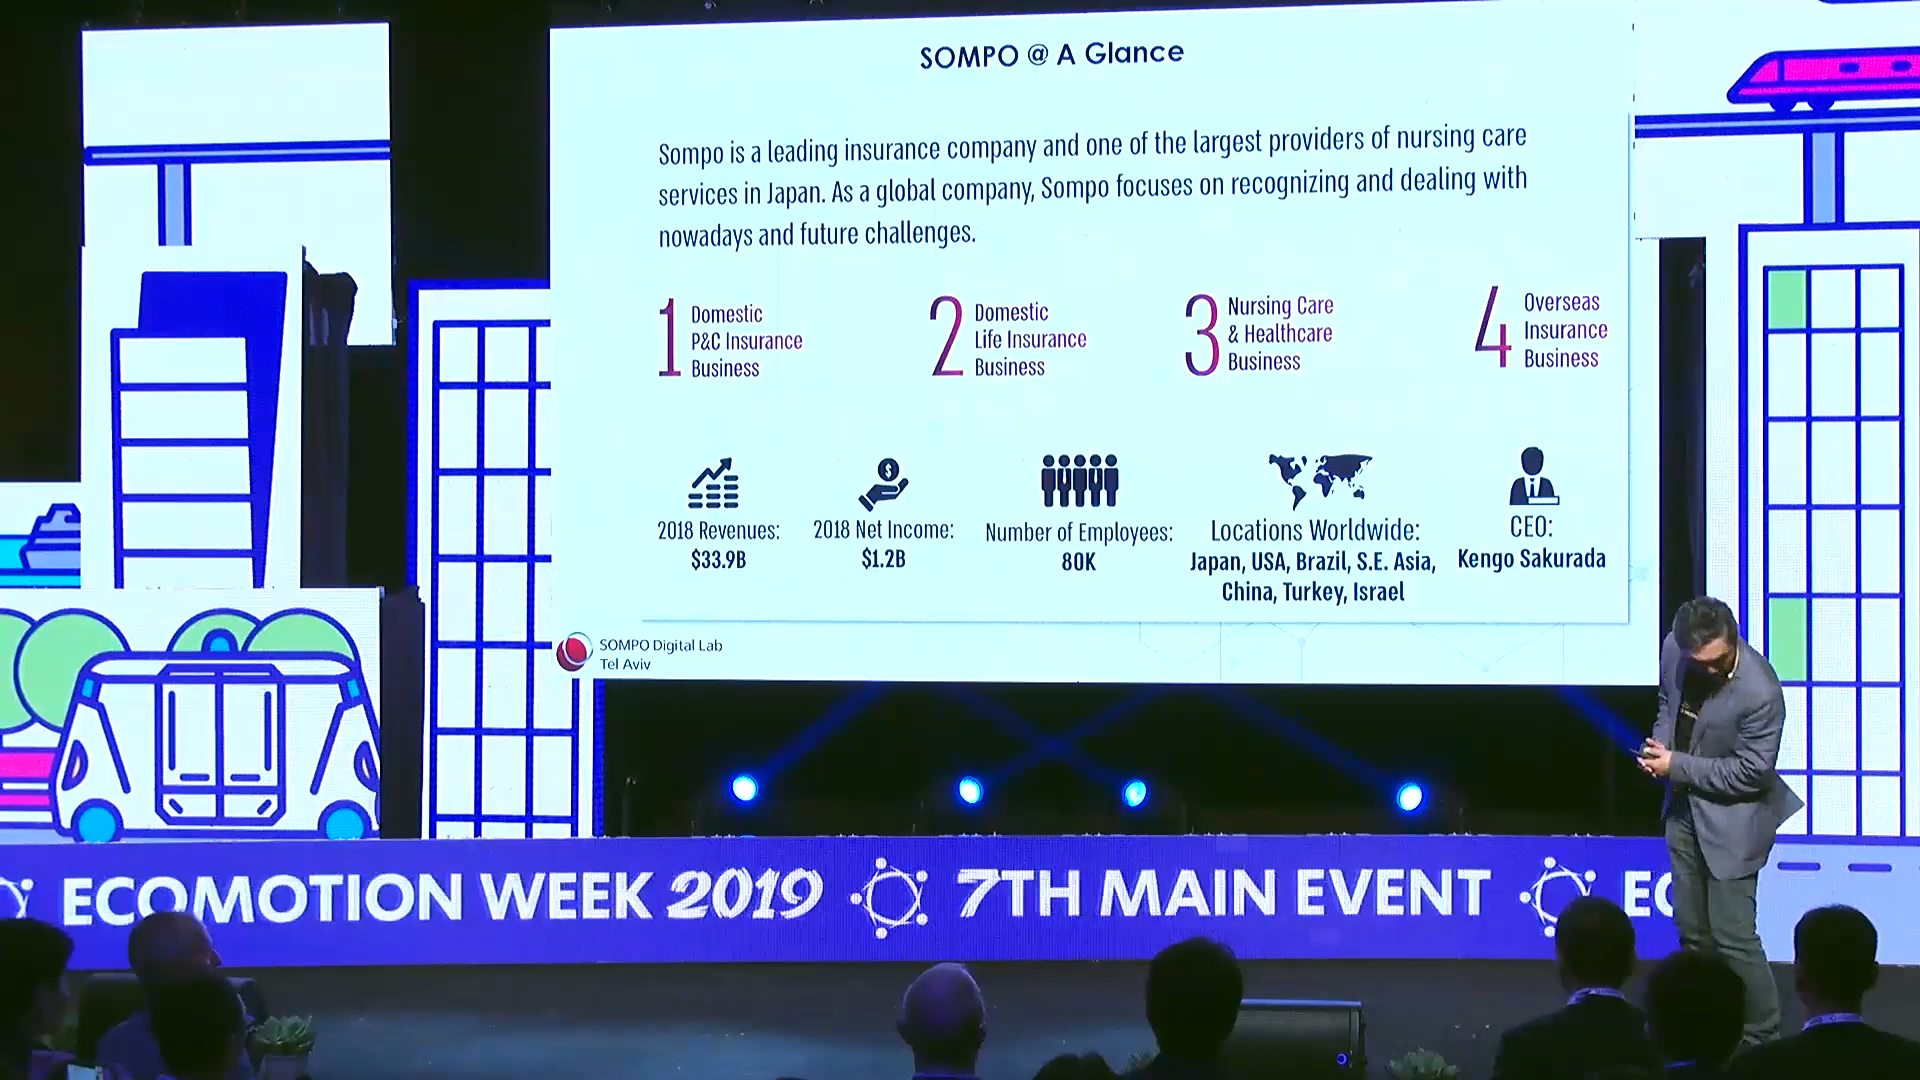 SOMPO @ A Glance
Sompo is a leading insurance company and one of the largest providers of nursing care
services in Japan. As a global company, Sompo focuses on recognizing and dealing with
nowadays and future challenges.
1
Domestic
P&C Insurance
Business
2
Domestic
Life Insurance
Business
3
Nursing Care
& Healthcare
Business
4
Overseas
Insurance
Business
2018 Revenues:
$33.9B
2018 Net Income:
$1.2B
Number of Employees:
80K
Locations Worldwide:
Japan, USA, Brazil, S.E. Asia,
China, Turkey, Israel
CEO:
Kengo Sakurada
SOMPO Digital Lab
Tel Aviv
ECOMOTION WEEK 2019 7TH MAIN EVENT EC